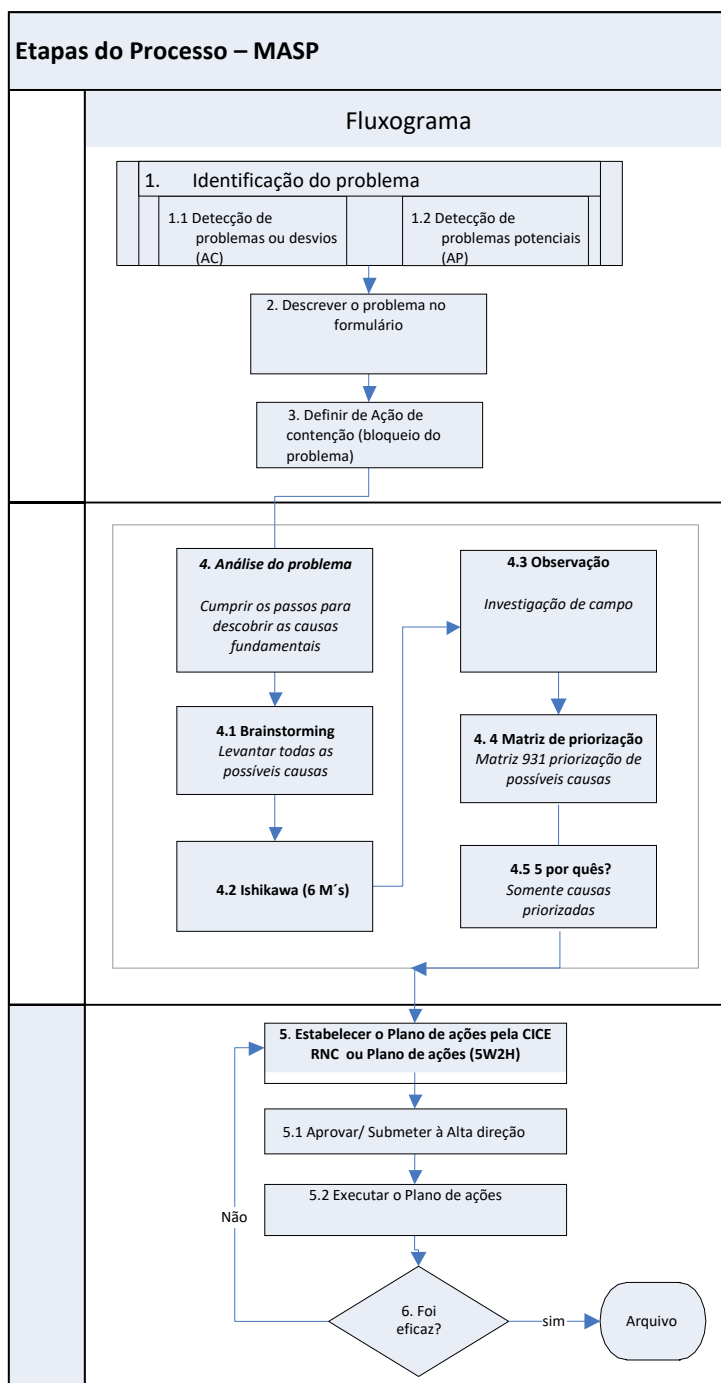 Etapas do Processo – MASP
Fluxograma
1. Identificação do problema
1.1 Detecção de
problemas ou desvios
(AC)
1.2 Detecção de
problemas potenciais
(AP)
2. Descrever o problema no
formulário
3. Definir de Ação de
contenção (bloqueio do
problema)
4. Análise do problema
Cumprir os passos para
descobrir as causas
fundamentais
4.1 Brainstorming
Levantar todas as
possíveis causas
4.2 Ishikawa (6 M´s)
4.3 Observação
Investigação de campo
4. 4 Matriz de priorização
Matriz 931 priorização de
possíveis causas
4.5 5 por quês?
Somente causas
priorizadas
5. Estabelecer o Plano de ações pela CICE
RNC ou Plano de ações (5W2H)
5.1 Aprovar/ Submeter à Alta direção
5.2 Executar o Plano de ações
Não
6. Foi
eficaz?
sim
Arquivo